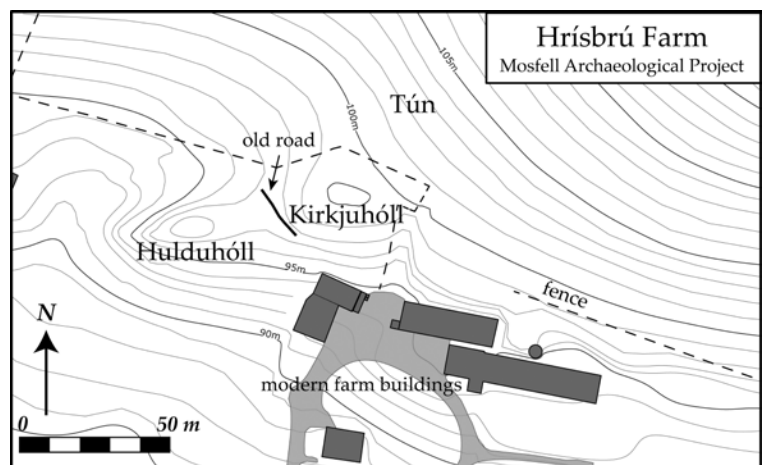 Hrísbrú Farm
Mosfell Archaeological Project
105m
Tún
100m
old road
Kirkjuhóll
Hulduhóll
95m
fence
90m
N
modern farm buildings
0 50 m